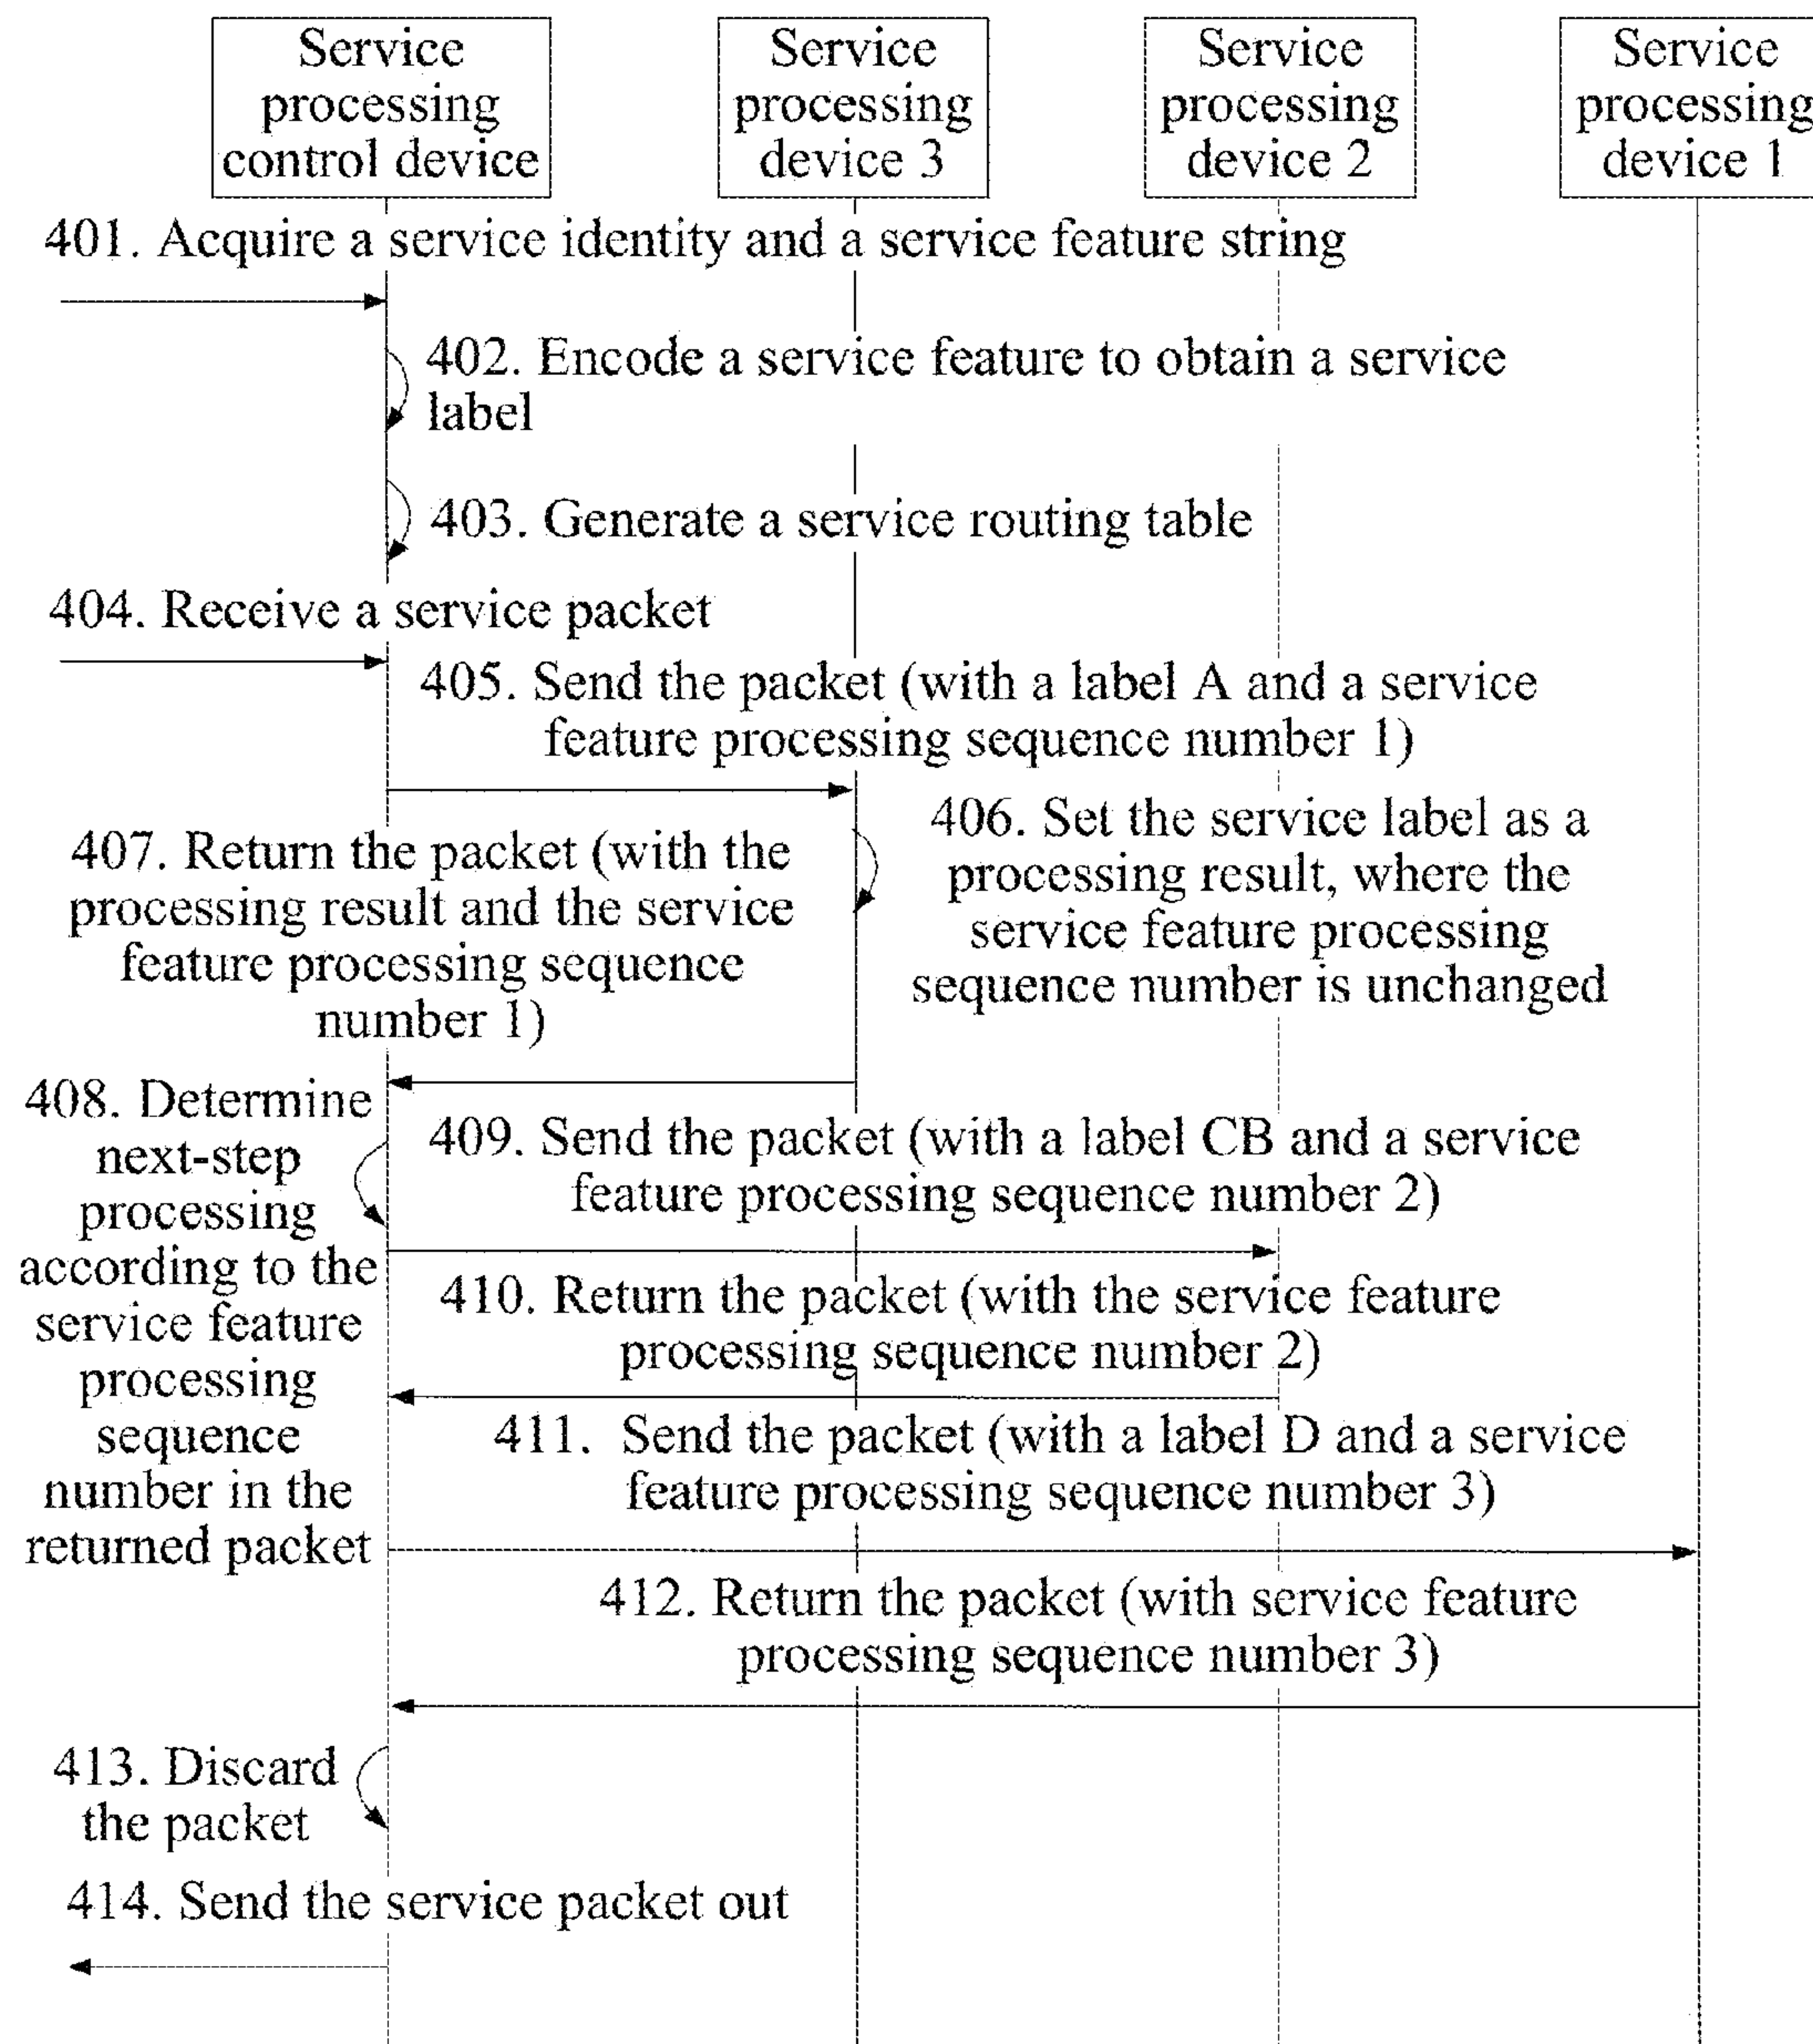 Service
processing
control device
Service
processing
device 3
Service
processing
device 2
Service
processing
device 1
401. Acquire a service identity and a service feature string
402. Encode a service feature to obtain a service
label
403. Generate a service routing table
404. Receive a service packet
405. Send the packet (with a label A and a service
feature processing sequence number 1)
406. Set the service label as a
processing result, where the
service feature processing
sequence number is unchanged
407. Return the packet (with the
processing result and the service
feature processing sequence
number 1)
408. Determine
next-step
processing
according to the
service feature
processing
sequence
number in the
returned packet
409. Send the packet (with a label CB and a service
feature processing sequence number 2)
410. Return the packet (with the service feature
processing sequence number 2)
411. Send the packet (with a label D and a service
feature processing sequence number 3)
412. Return the packet (with service feature
processing sequence number 3)
413. Discard
the packet
414. Send the service packet out